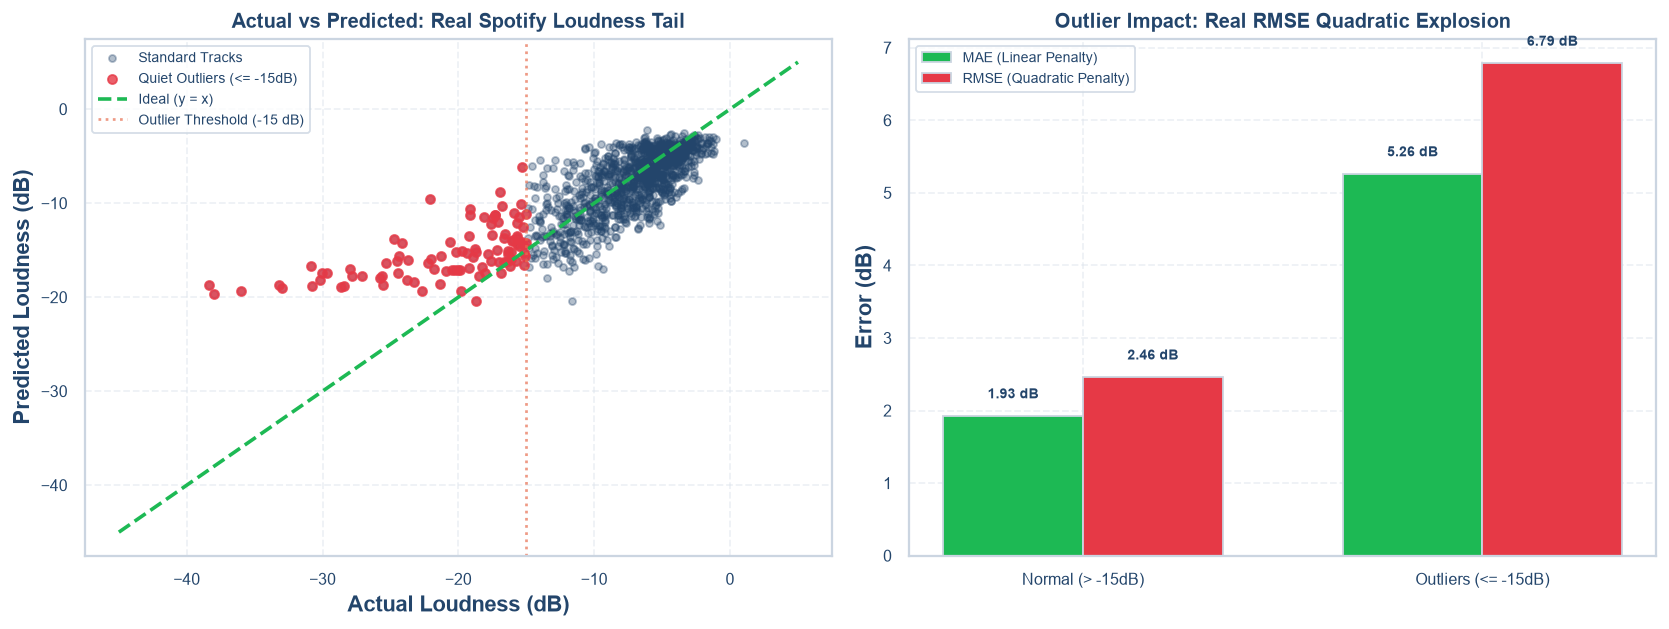 Actual vs Predicted: Real Spotify Loudness Tail
Standard Tracks
Quiet Outliers (<= -15dB)
Ideal (y = x)
Outlier Threshold (-15 dB)
Predicted Loudness (dB)
0
−10
−20
−30
−40
−40
−30
−20
−10
0
Actual Loudness (dB)
Outlier Impact: Real RMSE Quadratic Explosion
MAE (Linear Penalty)
RMSE (Quadratic Penalty)
Error (dB)
7
6
5
4
3
2
1
0
1.93 dB
2.46 dB
5.26 dB
6.79 dB
Normal (> -15dB)
Outliers (<= -15dB)